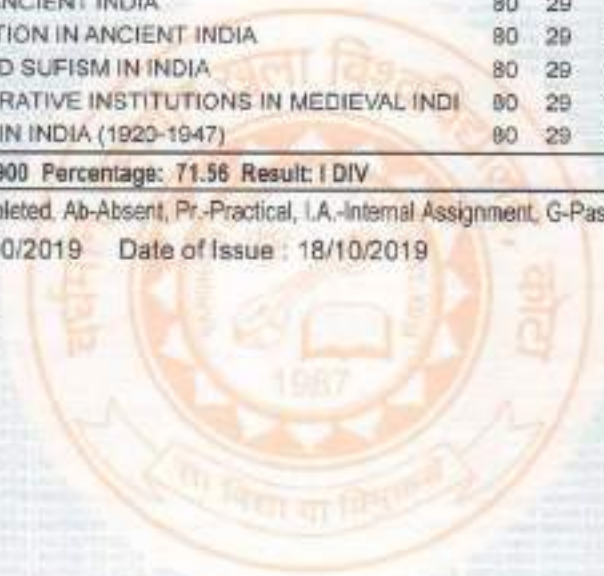 ANCIENT INDIA 80 29
TION IN ANCIENT INDIA 80 29
D SUFISM IN INDIA 80 29
RATIVE INSTITUTIONS IN MEDIEVAL INDI 80 29
IN INDIA (1920-1947) 80 29
900 Percentage: 71.56 Result: I DIV
pleted. Ab-Absent, Pr.-Practical, I.A.-Internal Assignment, G-Pas
0/2019 Date of Issue : 18/10/2019
कोटा
1987